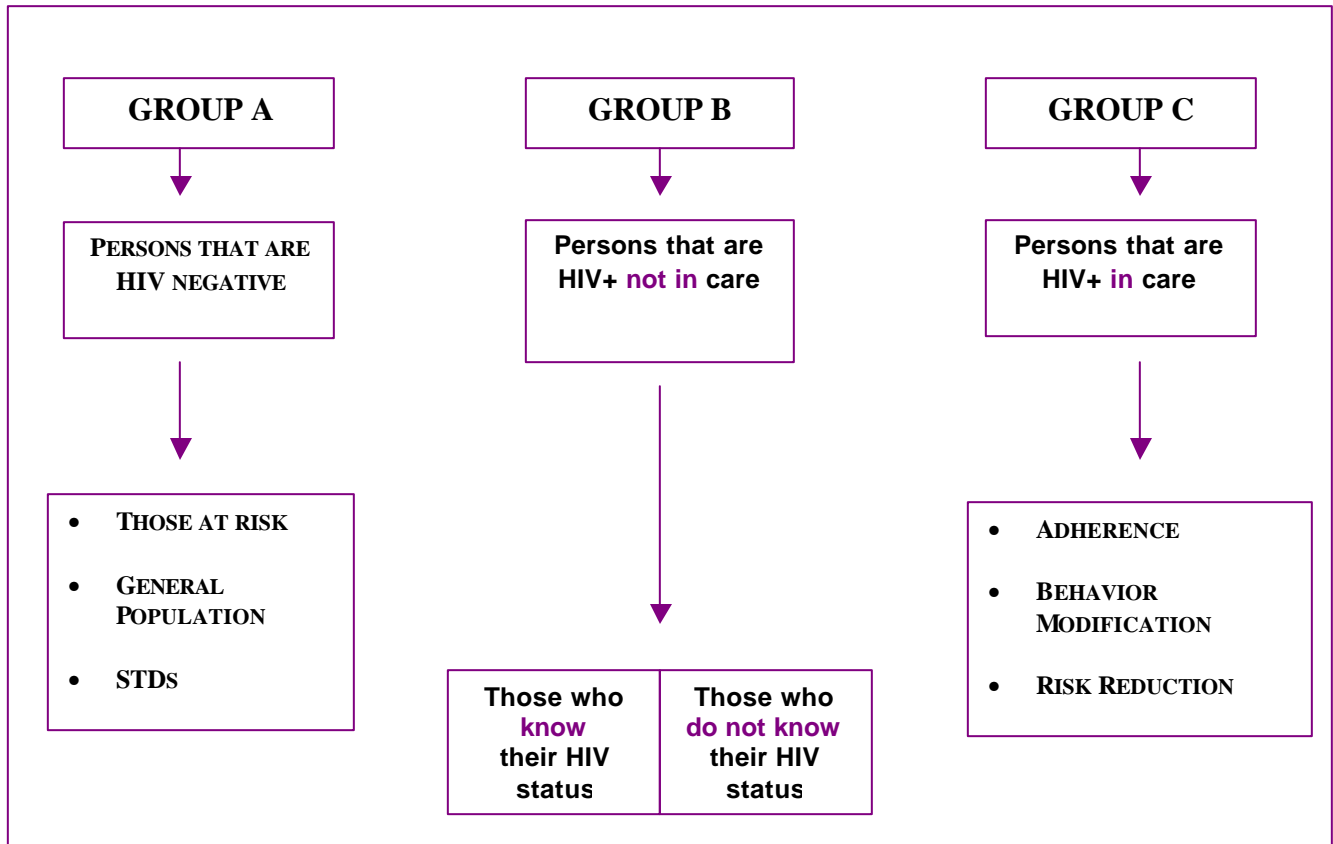 GROUP A
PERSONS THAT ARE
HIV NEGATIVE
• THOSE AT RISK
• GENERAL
POPULATION
• STDS
GROUP B
Persons that are
HIV+ not in care
Those who
know
their HIV
status
Those who
do not know
their HIV
status
GROUP C
Persons that are
HIV+ in care
• ADHERENCE
• BEHAVIOR
MODIFICATION
• RISK REDUCTION